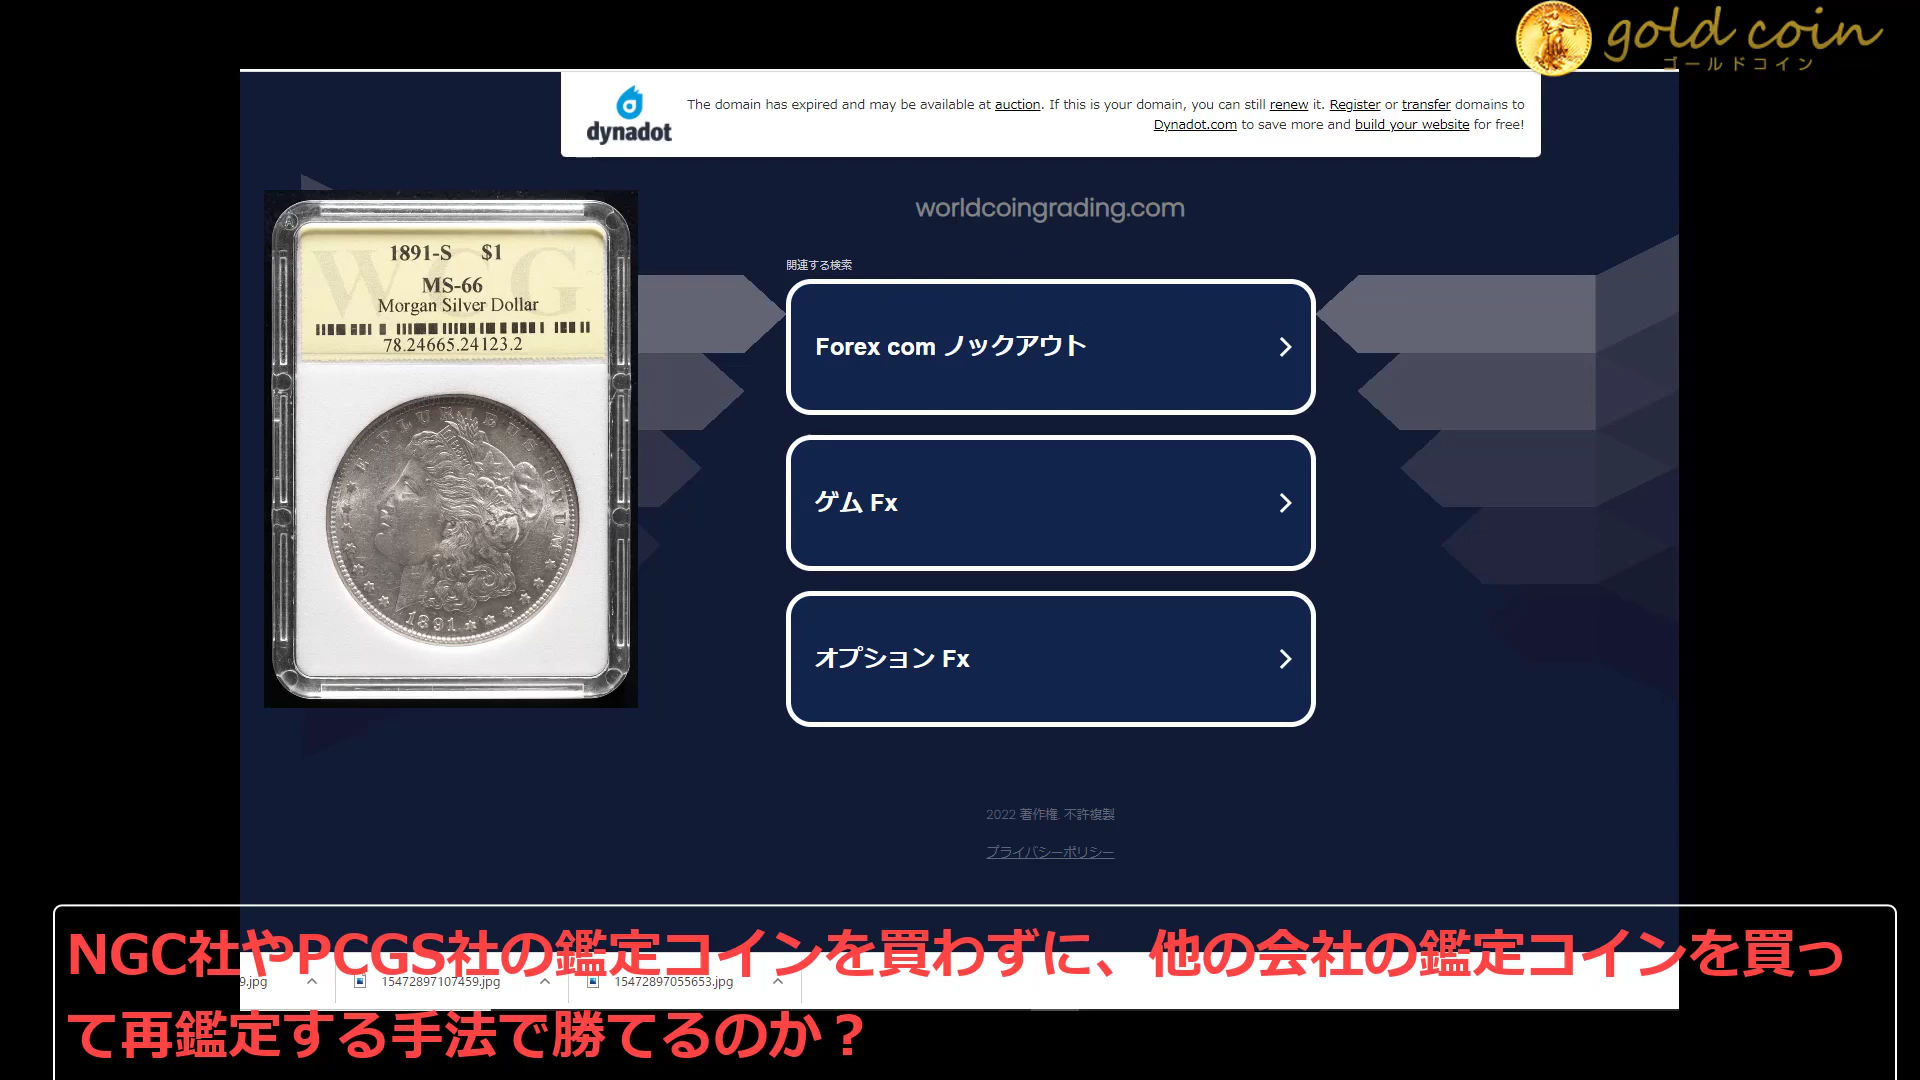 gold coin
ゴールドコイン
dynadot
The domain has expired and may be available at auction. If this is your domain, you can still renew it. Register or transfer domains to
Dynadot.com to save more and build your website for free!
worldcoingrading.com
関連する検索
Forex com ノックアウト
ゲム Fx
オプション Fx
2022 著作権. 不許複製
プライバシーポリシー
WCG
1891-S $1
MS-66
Morgan Silver Dollar
78.24665.24123.2
E PLURIBUS UNUM
1891
9.jpg
15472897107459.jpg
15472897055653.jpg
NGC社やPCGS社の鑑定コインを買わずに、他の会社の鑑定コインを買っ
て再鑑定する手法で勝てるのか？